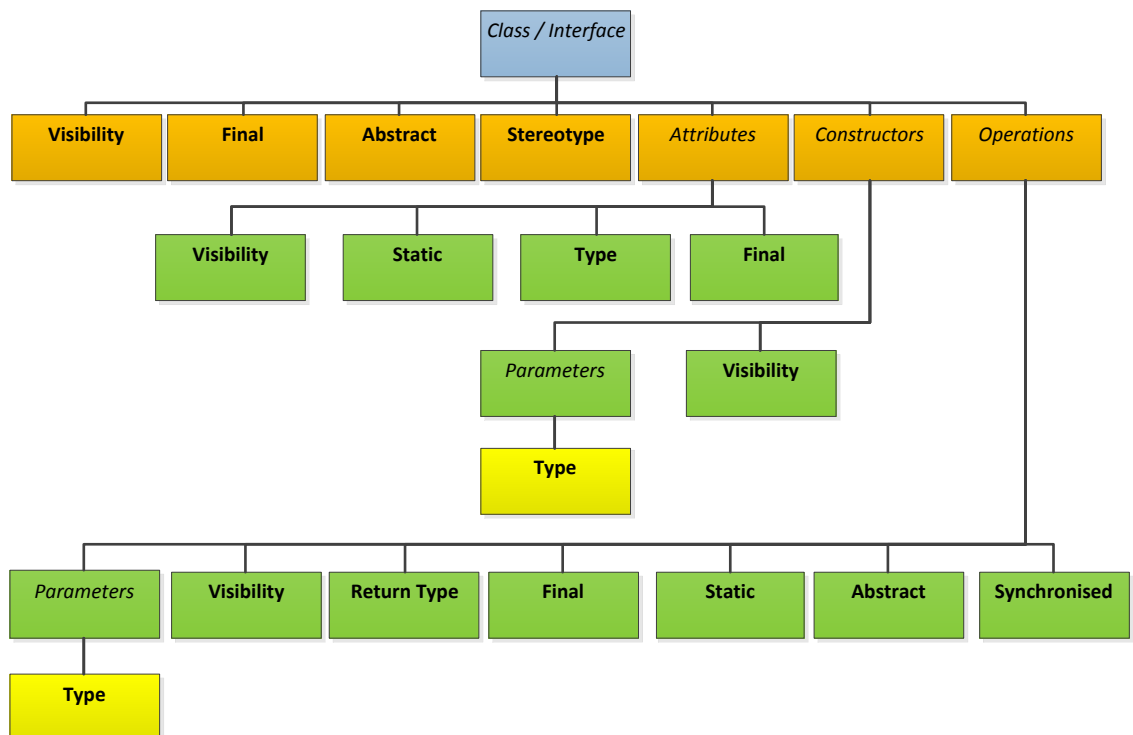 Class / Interface
Visibility
Final
Abstract
Stereotype
Attributes
Constructors
Operations
Visibility
Static
Type
Final
Parameters
Visibility
Type
Parameters
Visibility
Return Type
Final
Static
Abstract
Synchronised
Type